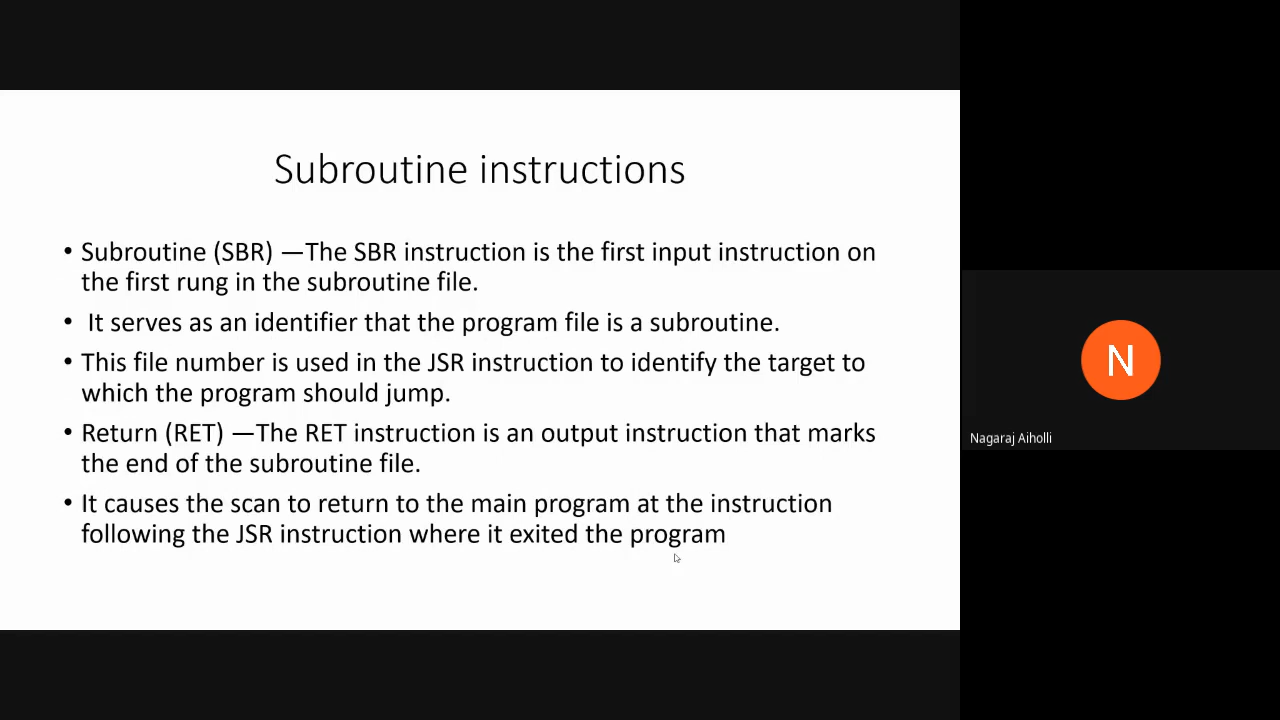 Subroutine instructions
• Subroutine (SBR) —The SBR instruction is the first input instruction on
the first rung in the subroutine file.
• It serves as an identifier that the program file is a subroutine.
• This file number is used in the JSR instruction to identify the target to
which the program should jump.
• Return (RET) —The RET instruction is an output instruction that marks
the end of the subroutine file.
• It causes the scan to return to the main program at the instruction
following the JSR instruction where it exited the program
N
Nagaraj Aiholli